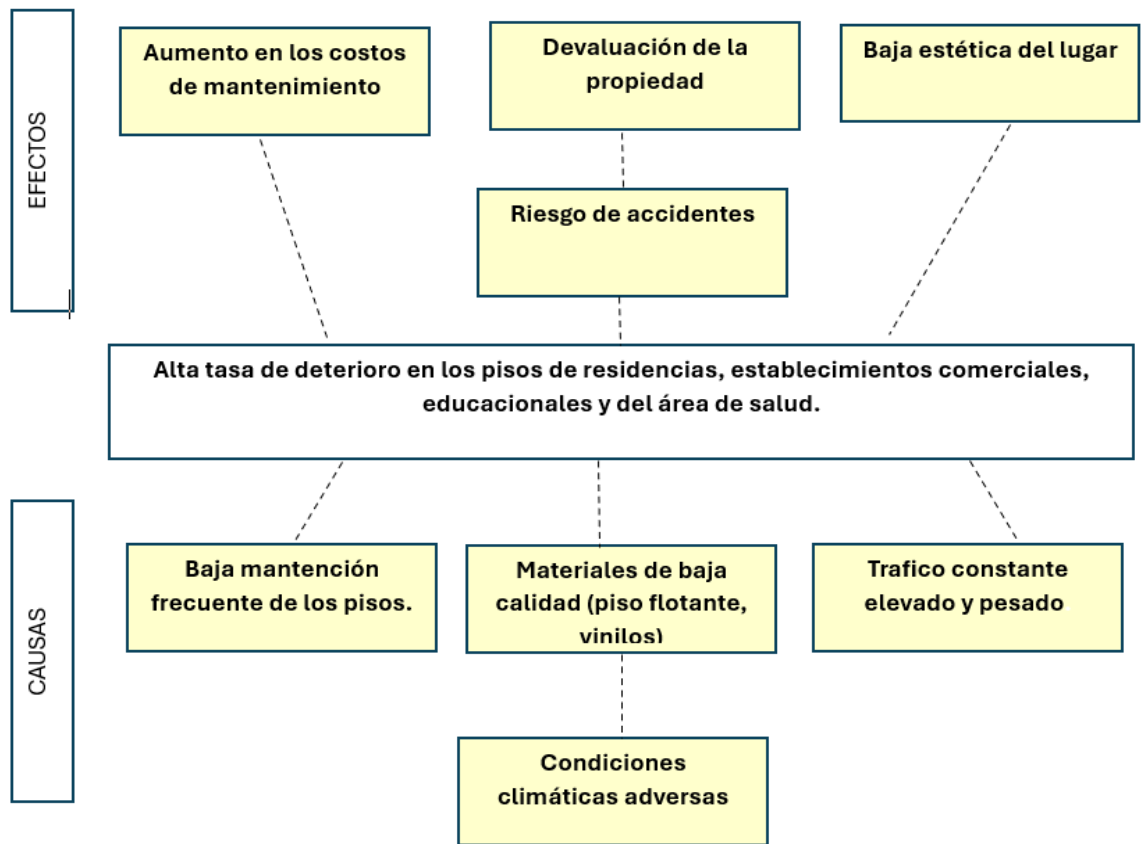 EFECTOS
Aumento en los costos
de mantenimiento
Devaluación de la
propiedad
Baja estética del lugar
Riesgo de accidentes
Alta tasa de deterioro en los pisos de residencias, establecimientos comerciales,
educacionales y del área de salud.
CAUSAS
Baja mantención
frecuente de los pisos.
Materiales de baja
calidad (piso flotante,
vinilos)
Trafico constante
elevado y pesado
Condiciones
climáticas adversas